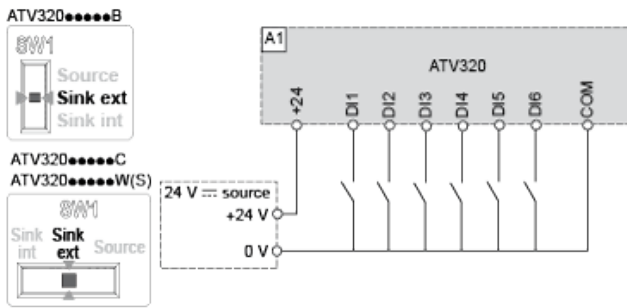 ATV320●●●●●B
SW1
Source
Sink ext
Sink int
ATV320●●●●●C
ATV320●●●●●W(S)
SW1
Sink int
Sink ext
Source
A1
ATV320
+24
DI1
DI2
DI3
DI4
DI5
DI6
COM
24 V ⎓ source
+24 V
0 V